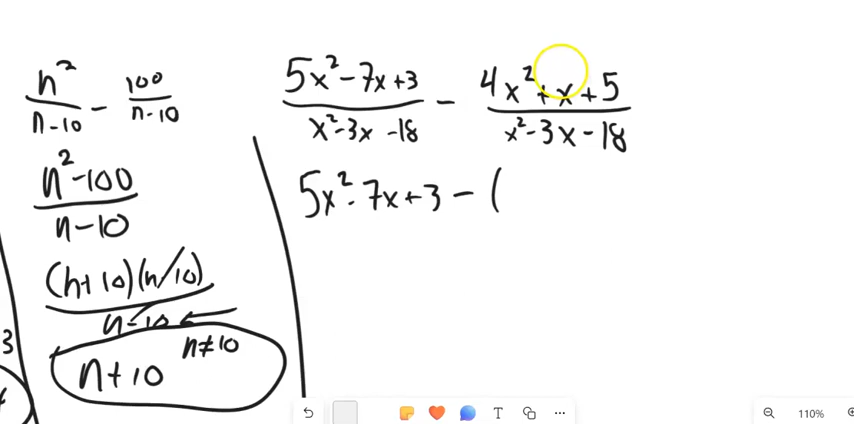 n² / n-10 - 100 / n-10
n²-100 / n-10
(n+10)(n-10) / n-10
n+10 n≠10
3
5x²-7x+3 / x²-3x-18 - 4x²+x+5 / x²-3x-18
5x²-7x+3-(
T ...
110%